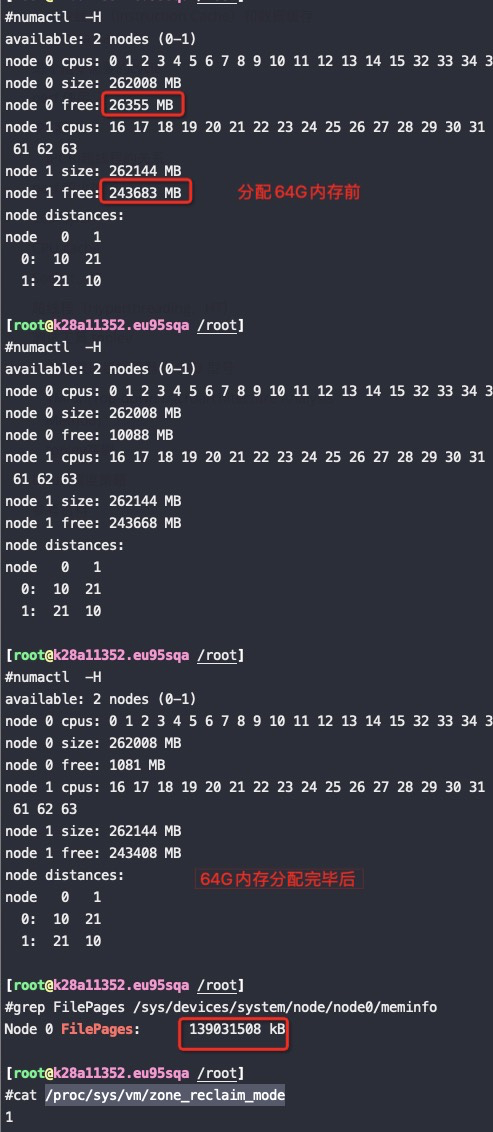 #numactl  -H
available: 2 nodes (0-1)
node 0 cpus: 0 1 2 3 4 5 6 7 8 9 10 11 12 13 14 15 32 33 34 3
node 0 size: 262008 MB
node 0 free: 26355 MB
node 1 cpus: 16 17 18 19 20 21 22 23 24 25 26 27 28 29 30 31
61 62 63
node 1 size: 262144 MB
node 1 free: 243683 MB 分配64G内存前
node distances:
node   0   1
0:  10  21
1:  21  10
[root@k28a11352.eu95sqa /root]
#numactl  -H
available: 2 nodes (0-1)
node 0 cpus: 0 1 2 3 4 5 6 7 8 9 10 11 12 13 14 15 32 33 34 3
node 0 size: 262008 MB
node 0 free: 10088 MB
node 1 cpus: 16 17 18 19 20 21 22 23 24 25 26 27 28 29 30 31
61 62 63
node 1 size: 262144 MB
node 1 free: 243668 MB
node distances:
node   0   1
0:  10  21
1:  21  10
[root@k28a11352.eu95sqa /root]
#numactl  -H
available: 2 nodes (0-1)
node 0 cpus: 0 1 2 3 4 5 6 7 8 9 10 11 12 13 14 15 32 33 34 3
node 0 size: 262008 MB
node 0 free: 1081 MB
node 1 cpus: 16 17 18 19 20 21 22 23 24 25 26 27 28 29 30 31
61 62 63
node 1 size: 262144 MB
node 1 free: 243408 MB
node distances: 64G内存分配完毕后
node   0   1
0:  10  21
1:  21  10
[root@k28a11352.eu95sqa /root]
#grep FilePages /sys/devices/system/node/node0/meminfo
Node 0 FilePages:      139031508 kB
[root@k28a11352.eu95sqa /root]
#cat /proc/sys/vm/zone_reclaim_mode
1